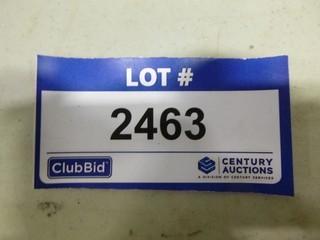 LOT #
2463
ClubBid
CENTURY
AUCTIONS
A DIVISION OF CENTURY SERVICES